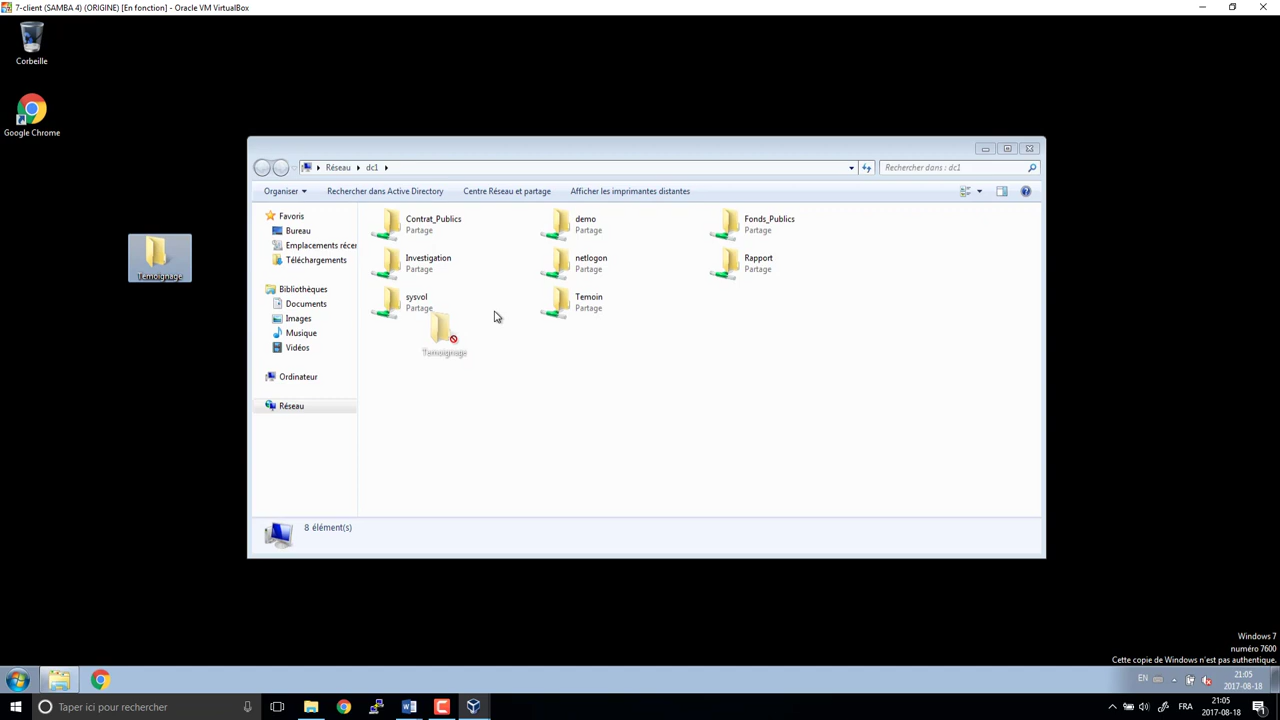 7-client (SAMBA 4) (ORIGINE) [En fonction] - Oracle VM VirtualBox
Corbeille
Google Chrome
Temoignage
Réseau
dc1
Rechercher dans : dc1
Organiser
Rechercher dans Active Directory
Centre Réseau et partage
Afficher les imprimantes distantes
Favoris
Bureau
Emplacements récer
Téléchargements
Bibliothèques
Documents
Images
Musique
Vidéos
Ordinateur
Réseau
Contrat_Publics
Partage
demo
Partage
Fonds_Publics
Partage
Investigation
Partage
netlogon
Partage
Rapport
Partage
sysvol
Partage
Temoin
Partage
Temoignage
8 élément(s)
Windows 7
numéro 7600
Cette copie de Windows n'est pas authentique.
EN
21:05
2017-08-18
Taper ici pour rechercher
FRA
21:05
2017-08-18
1